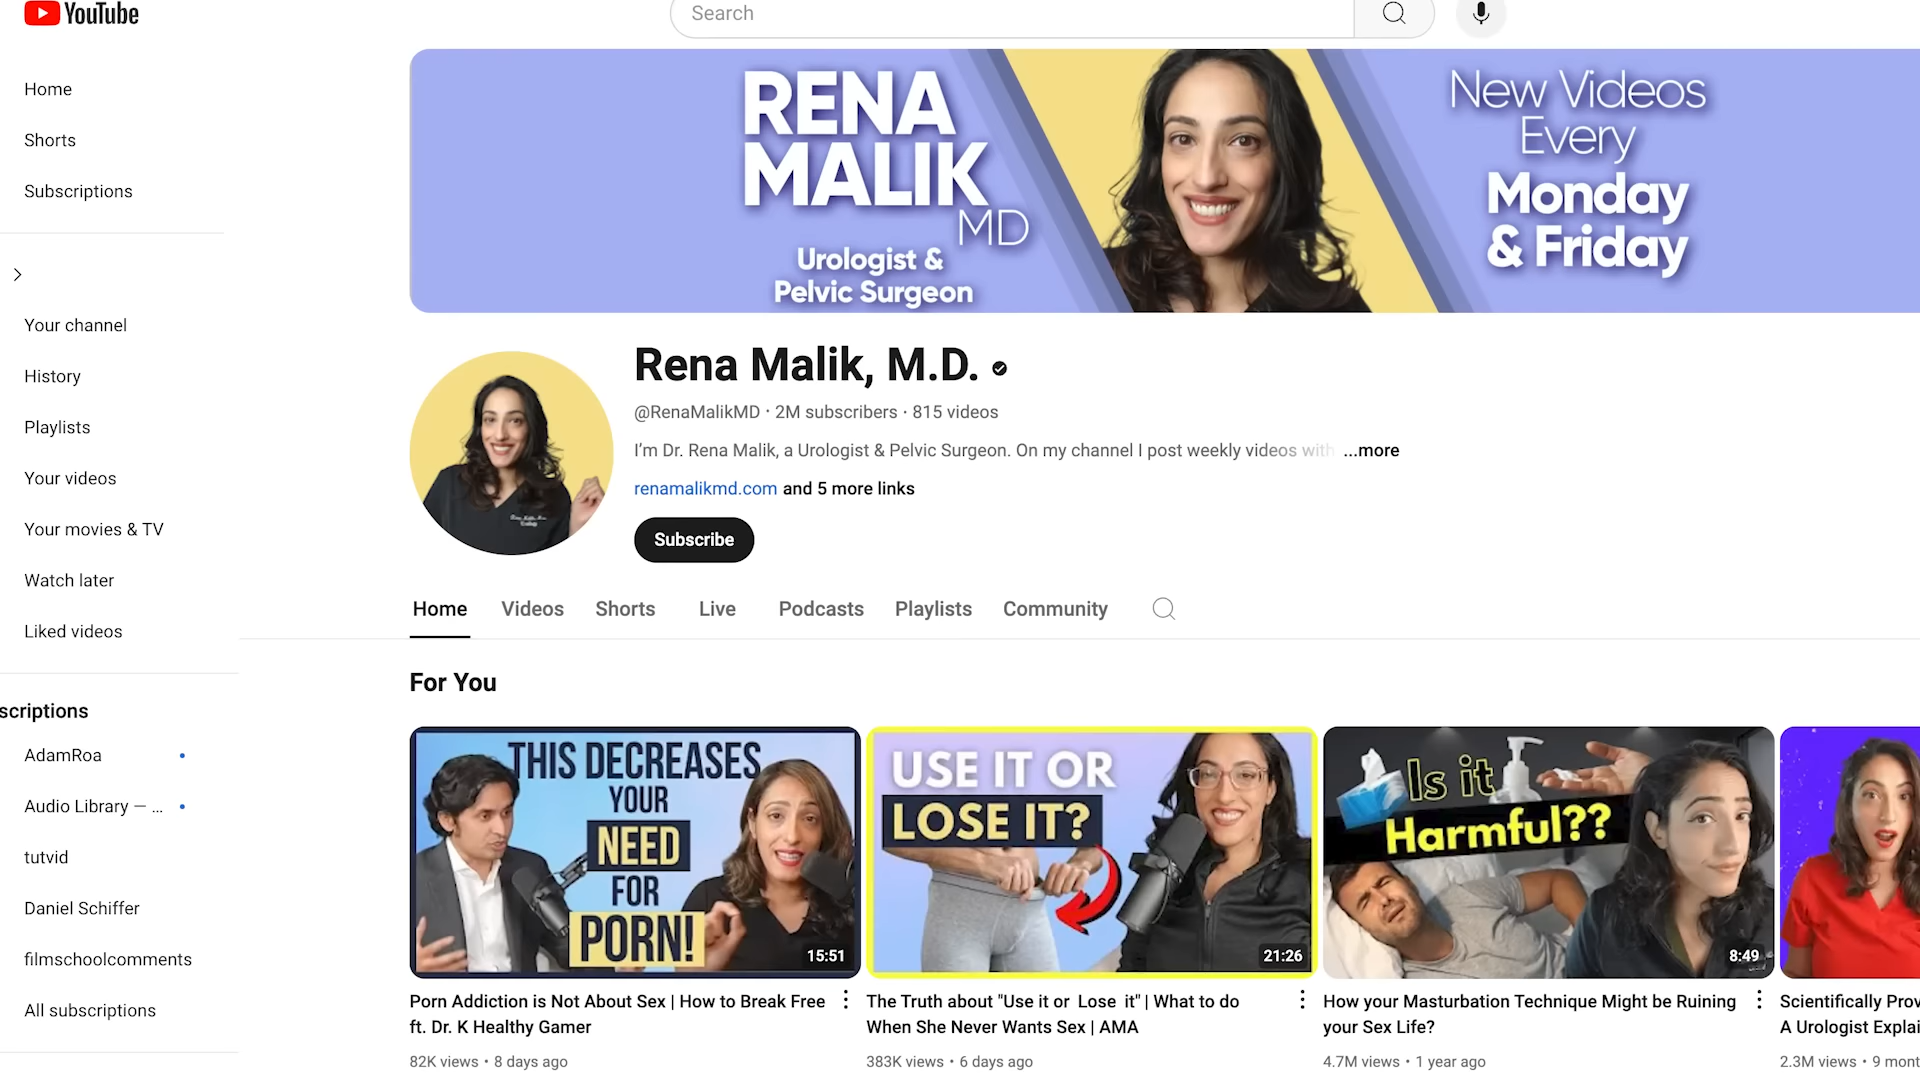 YouTube
Search
Home
Shorts
Subscriptions
Your channel
History
Playlists
Your videos
Your movies & TV
Watch later
Liked videos
scriptions
AdamRoa
Audio Library — ...
tutvid
Daniel Schiffer
filmschoolcomments
All subscriptions
RENA
MALIK
MD
Urologist &
Pelvic Surgeon
New Videos
Every
Monday
& Friday
Rena Malik, M.D.
@RenaMalikMD · 2M subscribers · 815 videos
I'm Dr. Rena Malik, a Urologist & Pelvic Surgeon. On my channel I post weekly videos with ...more
renamalikmd.com and 5 more links
Subscribe
Home Videos Shorts Live Podcasts Playlists Community
For You
THIS DECREASES
YOUR
NEED
FOR
PORN!
15:51
Porn Addiction is Not About Sex | How to Break Free
ft. Dr. K Healthy Gamer
82K views • 8 days ago
USE IT OR
LOSE IT?
21:26
The Truth about "Use it or Lose it" | What to do
When She Never Wants Sex | AMA
383K views • 6 days ago
Is it
Harmful??
8:49
How your Masturbation Technique Might be Ruining
your Sex Life?
4.7M views • 1 year ago
Scientifically Prov
A Urologist Explai
2.3M views • 9 mont